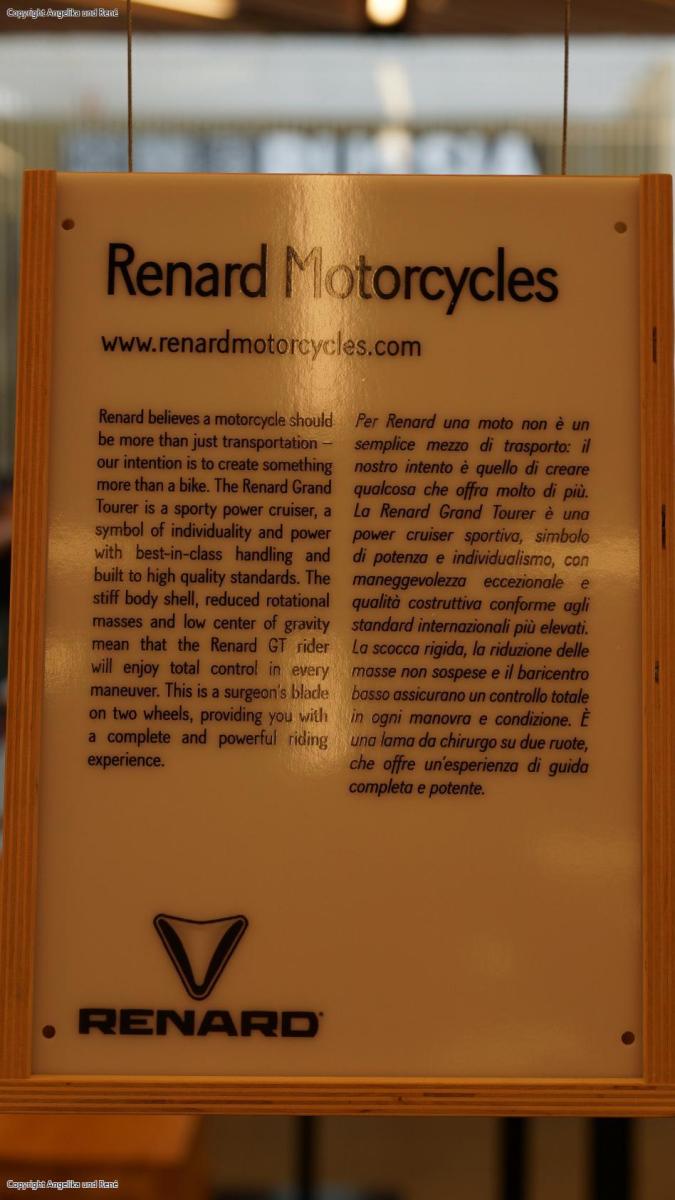 Copyright Angelika und René
Renard Motorcycles
www.renardmotorcycles.com
Renard believes a motorcycle should
be more than just transportation –
our intention is to create something
more than a bike. The Renard Grand
Tourer is a sporty power cruiser, a
symbol of individuality and power
with best-in-class handling and
built to high quality standards. The
stiff body shell, reduced rotational
masses and low center of gravity
mean that the Renard GT rider
will enjoy total control in every
maneuver. This is a surgeon's blade
on two wheels, providing you with
a complete and powerful riding
experience.
Per Renard una moto non è un
semplice mezzo di trasporto: il
nostro intento è quello di creare
qualcosa che offra molto di più.
La Renard Grand Tourer è una
power cruiser sportiva, simbolo
di potenza e individualismo, con
maneggevolezza eccezionale e
qualità costruttiva conforme agli
standard internazionali più elevati.
La scocca rigida, la riduzione delle
masse non sospese e il baricentro
basso assicurano un controllo totale
in ogni manovra e condizione. È
una lama da chirurgo su due ruote,
che offre un'esperienza di guida
completa e potente.
RENARD
Copyright Angelika und René